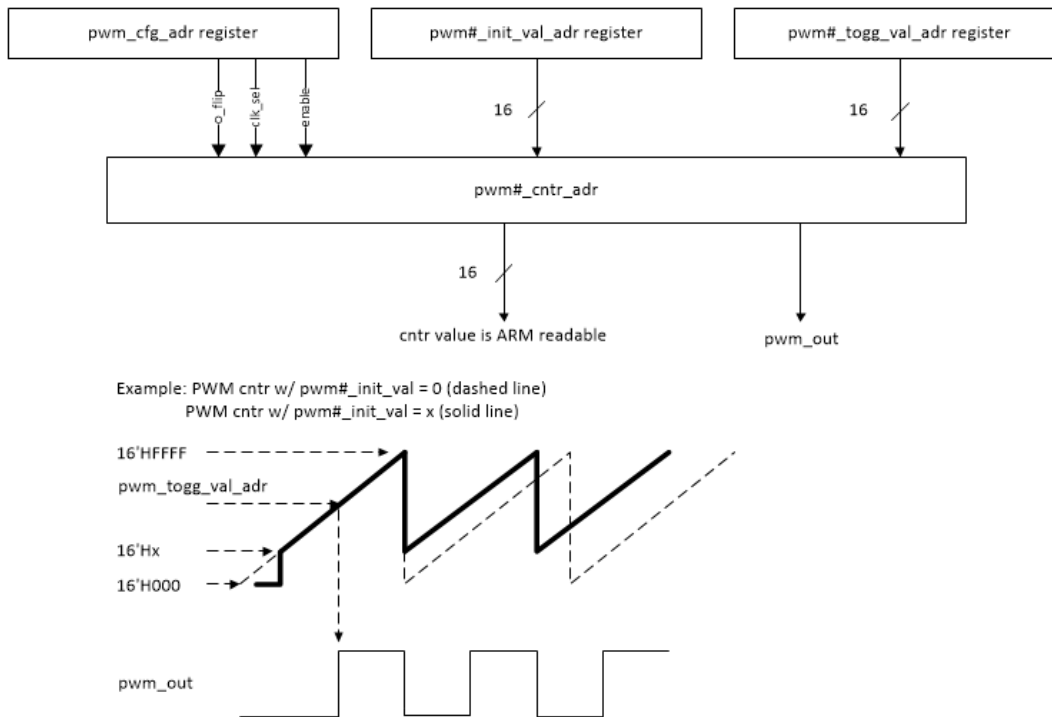 pwm_cfg_adr register
pwm#_init_val_adr register
pwm#_togg_val_adr register
o_flip
clk_sel
enable
16
16
pwm#_cntr_adr
16
cntr value is ARM readable
pwm_out
Example: PWM cntr w/ pwm#_init_val = 0 (dashed line)
PWM cntr w/ pwm#_init_val = x (solid line)
16'HFFFF
pwm_togg_val_adr
16'Hx
16'H000
pwm_out